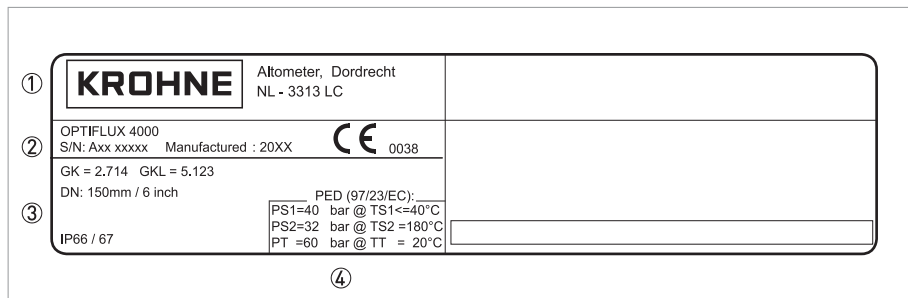 ①
KROHNE
Altometer, Dordrecht
NL - 3313 LC
②
OPTIFLUX 4000
S/N: Axx xxxxx Manufactured : 20XX
CE 0038
③
GK = 2.714 GKL = 5.123
DN: 150mm / 6 inch
IP66 / 67
PED (97/23/EC):
PS1=40 bar @ TS1<=40°C
PS2=32 bar @ TS2 =180°C
PT =60 bar @ TT = 20°C
④